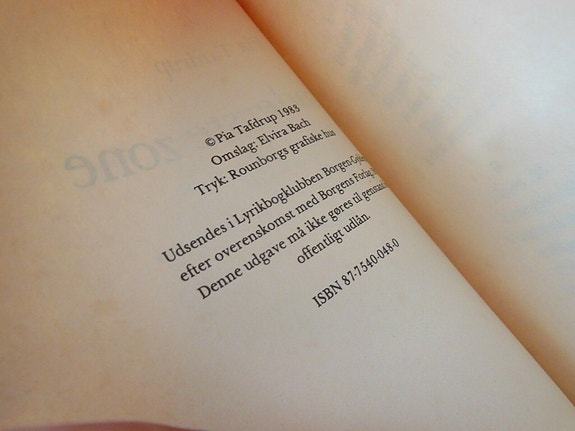 © Pia Tafdrup 1983
Omslag: Elvira Bach
Tryk: Rounborgs grafiske hus
Udsendes i Lyrikbogklubben Borgen-
efter overenskomst med Borgens Forlag
Denne udgave må ikke gøres til
offentligt udlån.
ISBN 87-7540-048-0
zone